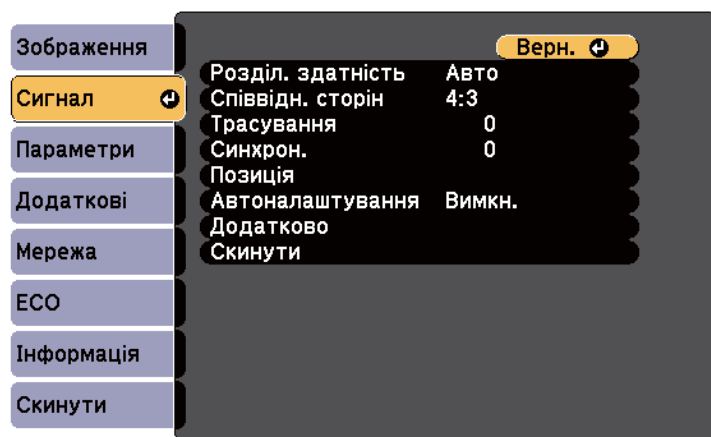 Зображення
Сигнал
Параметри
Додаткові
Мережа
ECO
Інформація
Скинути
Верн.
Розділ. здатність Авто
Співвідн. сторін 4:3
Трасування 0
Синхрон. 0
Позиція
Автоналаштування Вимкн.
Додатково
Скинути